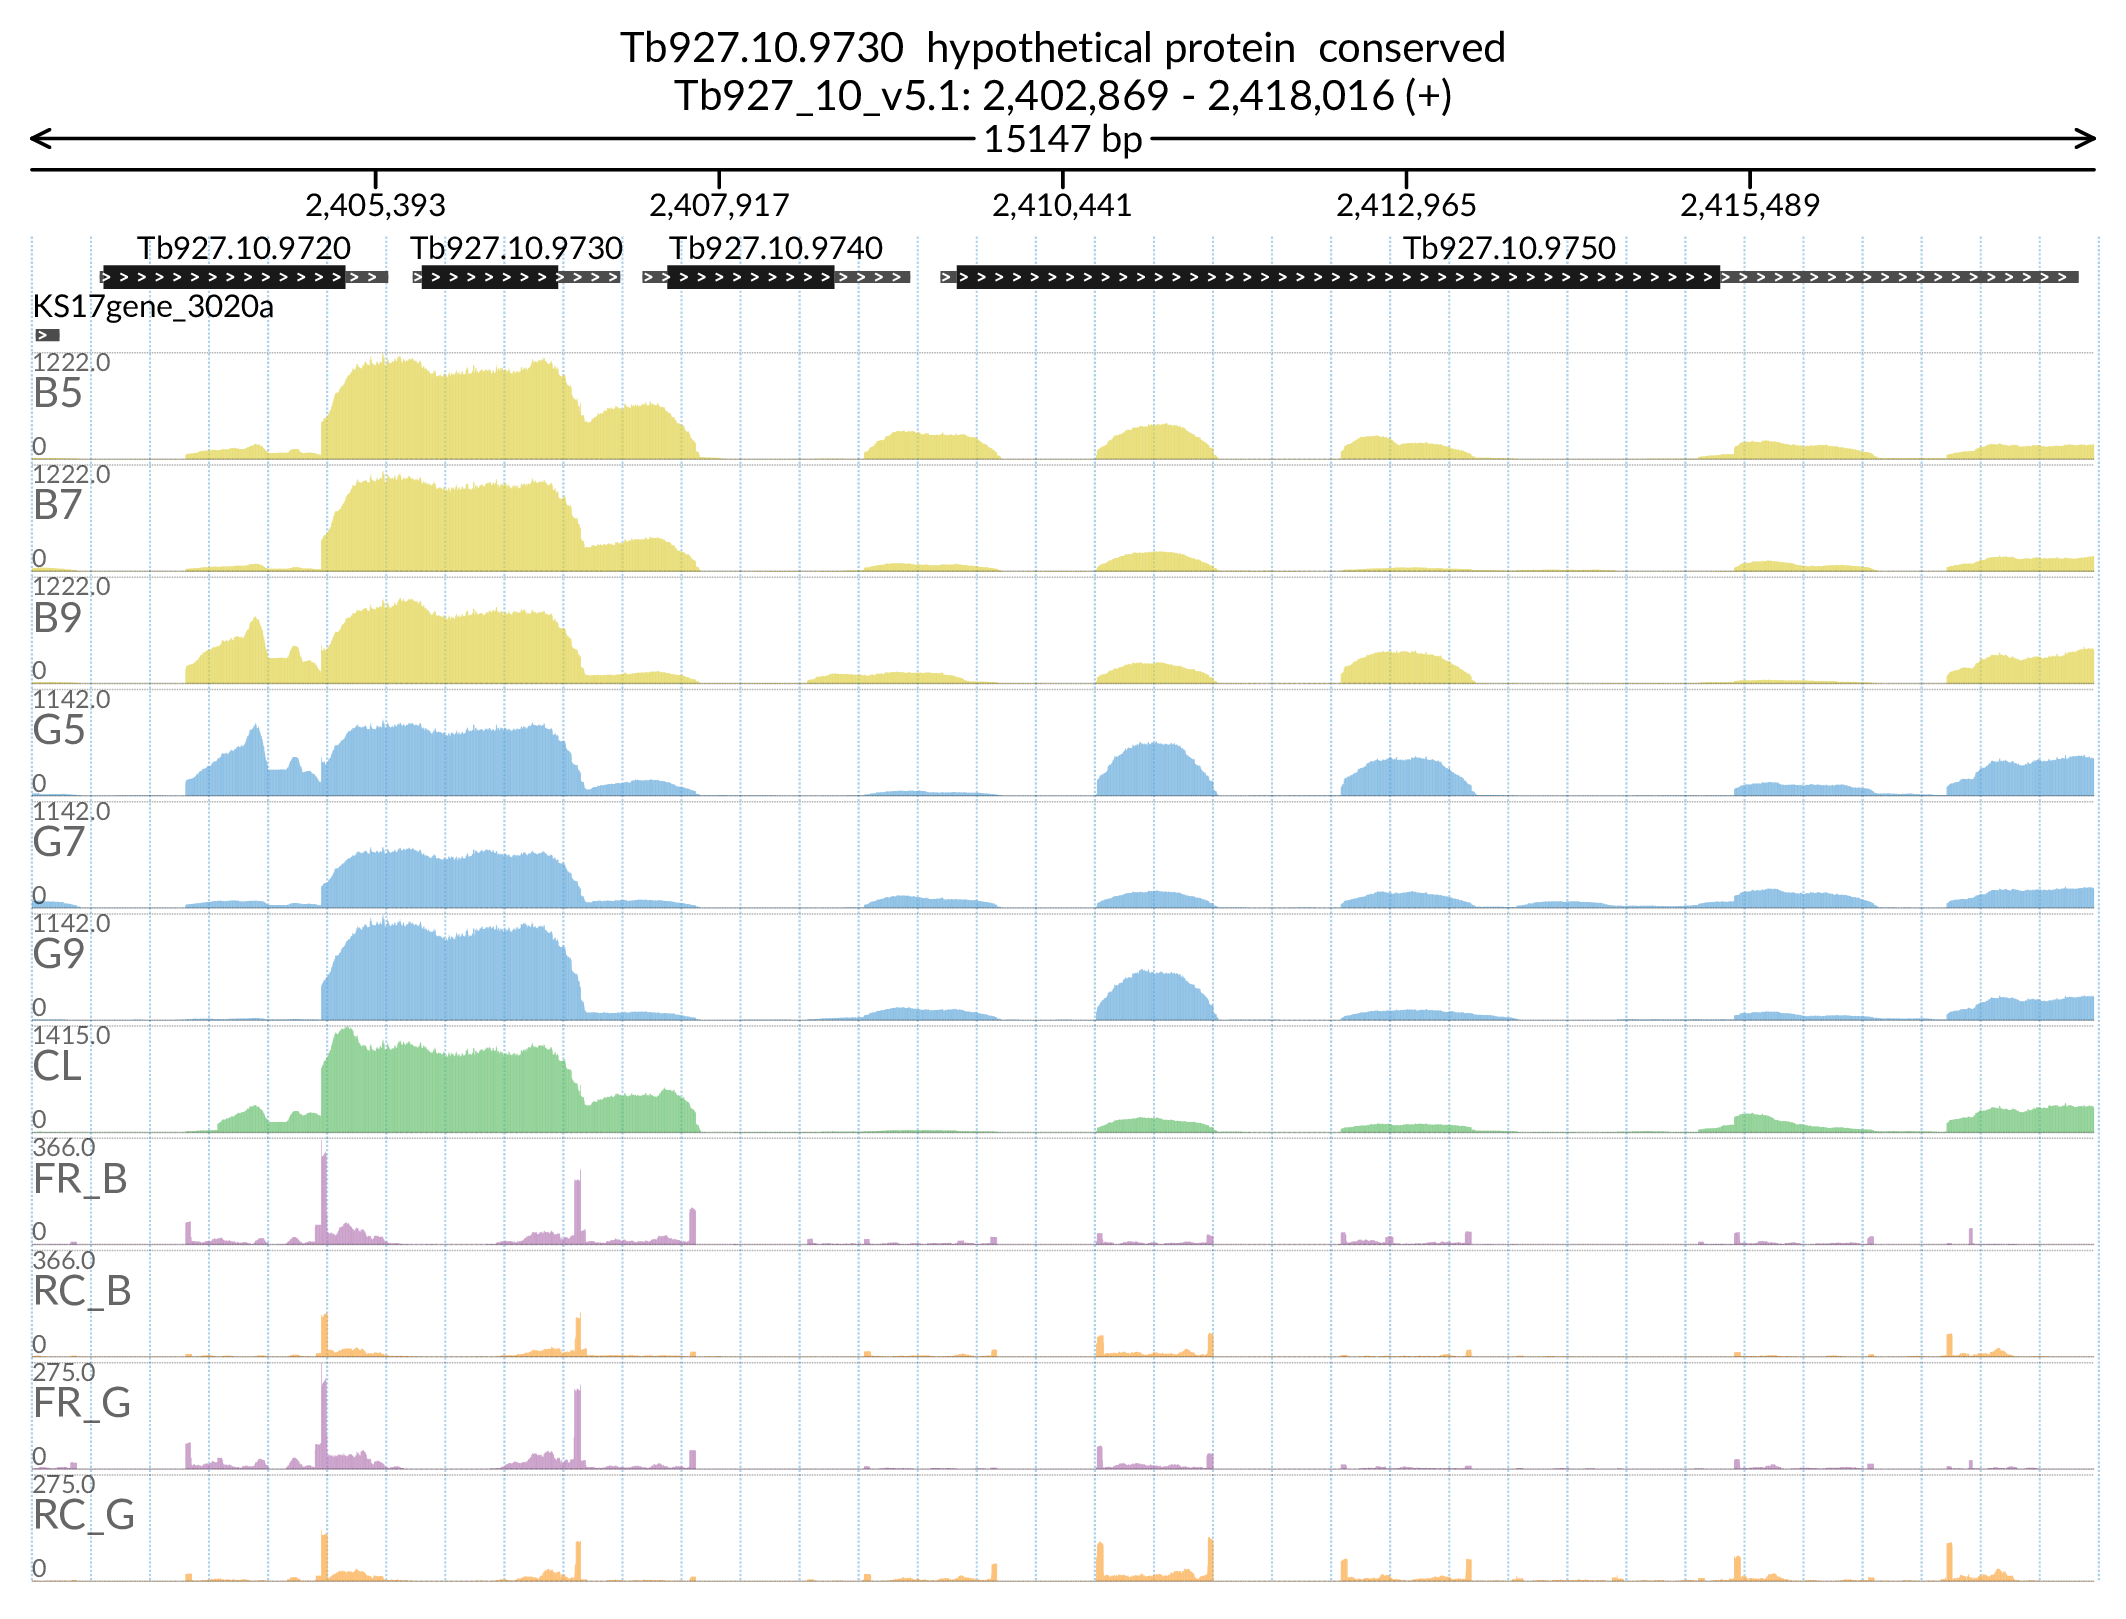 Tb927.10.9730  hypothetical protein  conserved
Tb927_10_v5.1: 2,402,869 - 2,418,016 (+)
15147 bp
2,405,393 2,407,917 2,410,441 2,412,965 2,415,489
Tb927.10.9720 Tb927.10.9730 Tb927.10.9740 Tb927.10.9750
KS17gene_3020a
1222.0
B5
0
1222.0
B7
0
1222.0
B9
0
1142.0
G5
0
1142.0
G7
0
1142.0
G9
0
1415.0
CL
0
366.0
FR_B
0
366.0
RC_B
0
275.0
FR_G
0
275.0
RC_G
0